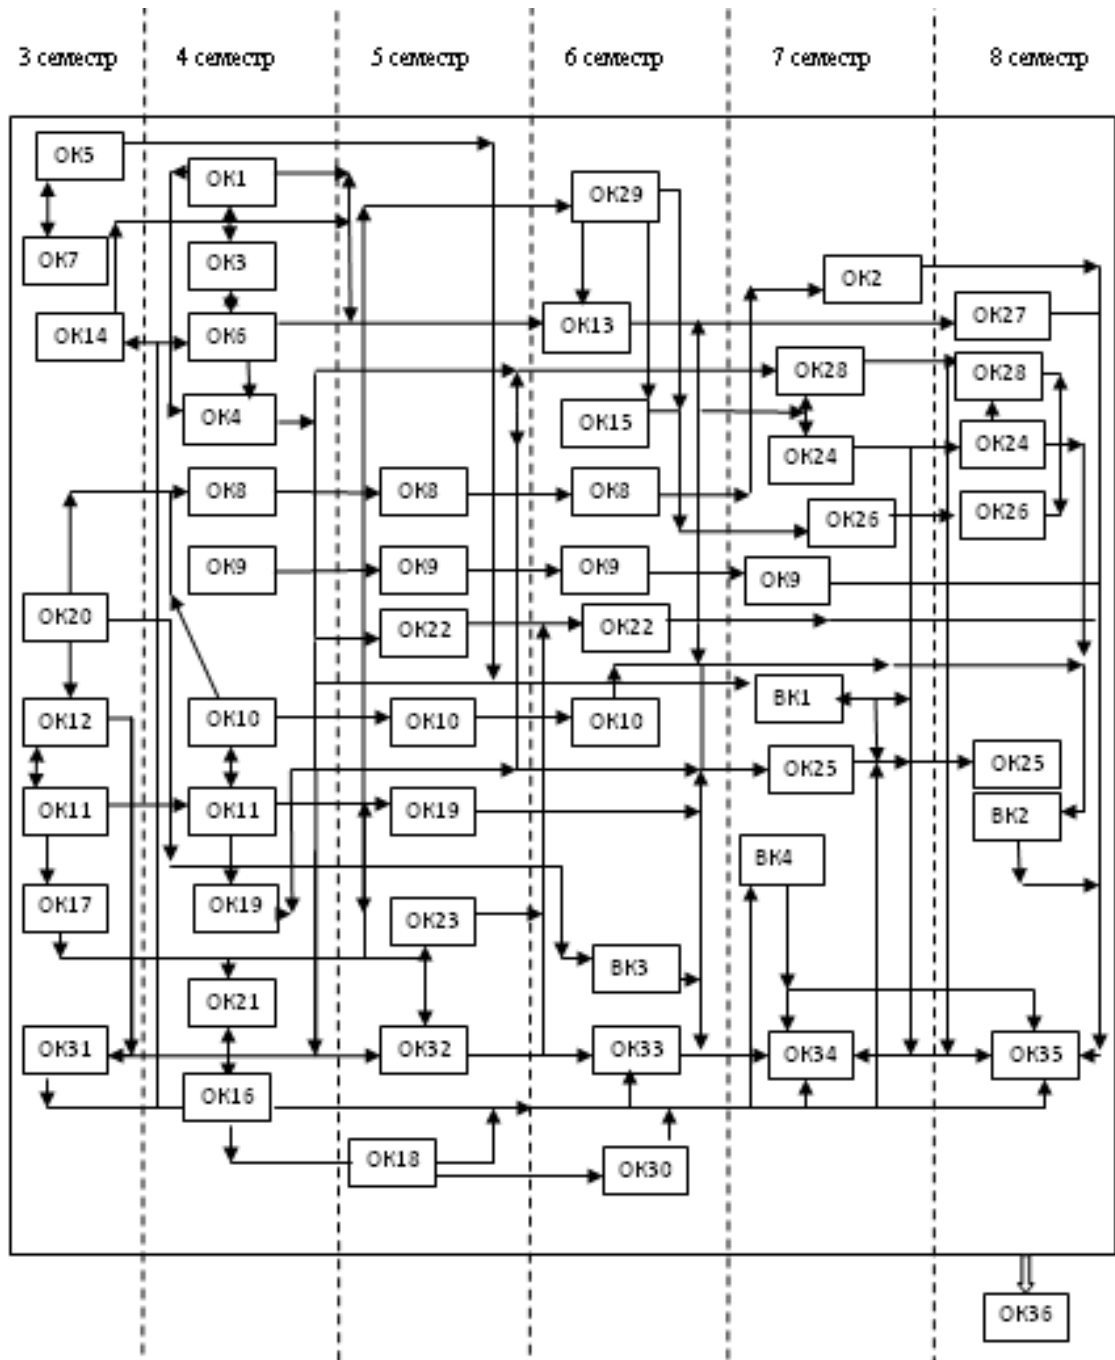 3 семестр 4 семестр 5 семестр 6 семестр 7 семестр 8 семестр
ОК5
ОК1
ОК29
ОК7
ОК3
ОК2
ОК14
ОК6
ОК13
ОК27
ОК28
ОК28
ОК4
ОК15
ОК24
ОК24
ОК8
ОК8
ОК8
ОК26
ОК26
ОК9
ОК9
ОК9
ОК9
ОК20
ОК22
ОК22
ВК1
ОК12
ОК10
ОК10
ОК10
ОК25
ОК25
ОК11
ОК11
ОК19
ВК2
ВК4
ОК17
ОК19
ОК23
ВК3
ОК21
ОК31
ОК32
ОК33
ОК34
ОК35
ОК16
ОК18
ОК30
ОК36